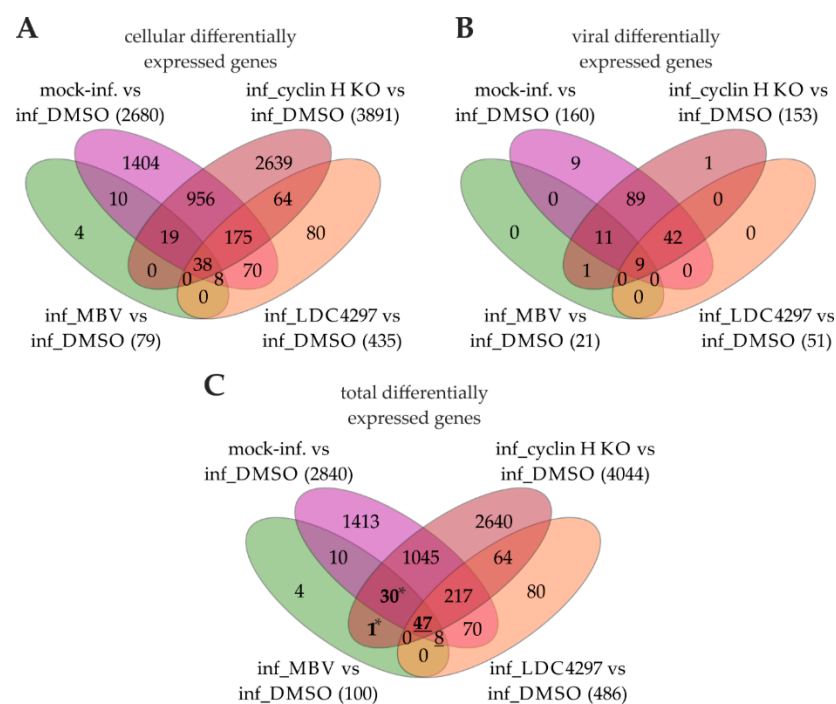 A
cellular differentially
expressed genes
mock-inf. vs
inf_DMSO (2680)
inf_cyclin H KO vs
inf_DMSO (3891)
1404
2639
10
956
64
4
19
175
80
38
0
0
8
70
0
inf_MBV vs
inf_DMSO (79)
inf_LDC4297 vs
inf_DMSO (435)
B
viral differentially
expressed genes
mock-inf. vs
inf_DMSO (160)
inf_cyclin H KO vs
inf_DMSO (153)
9
1
0
89
0
0
11
42
0
9
1
0
0
0
0
inf_MBV vs
inf_DMSO (21)
inf_LDC4297 vs
inf_DMSO (51)
C
total differentially
expressed genes
mock-inf. vs
inf_DMSO (2840)
inf_cyclin H KO vs
inf_DMSO (4044)
1413
2640
10
1045
64
4
30*
217
80
1*
47
0
8
70
0
inf_MBV vs
inf_DMSO (100)
inf_LDC4297 vs
inf_DMSO (486)